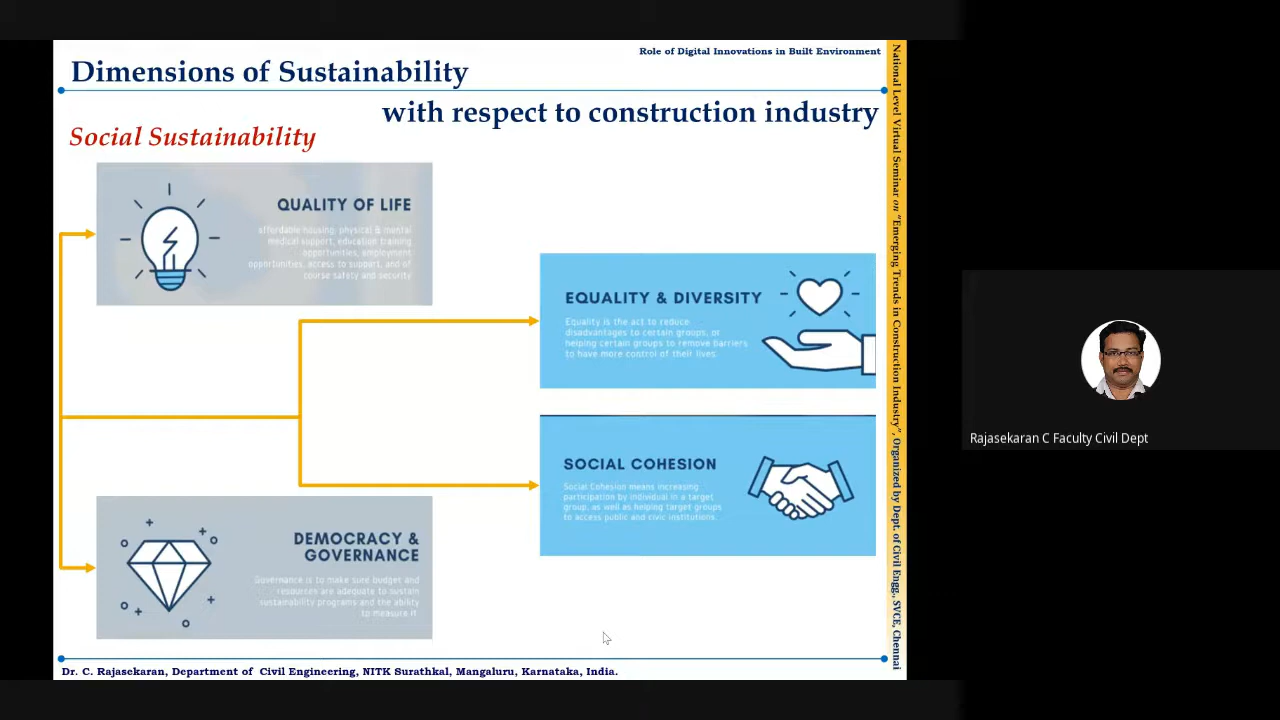 Role of Digital Innovations in Built Environment
Dimensions of Sustainability
with respect to construction industry
Social Sustainability
QUALITY OF LIFE
affordable housing, physical & mental
medical support, education training
opportunities, employment
opportunities, access to support, and of
course safety and security
EQUALITY & DIVERSITY
Equality is the act to reduce
disadvantages to certain groups, or
helping certain groups to remove barriers
to have more control of their lives.
SOCIAL COHESION
Social Cohesion means increasing
participation by individual in a target
group, as well as helping target groups
to access public and civic institutions.
DEMOCRACY &
GOVERNANCE
Governance is to make sure budget and
resources are adequate to sustain
sustainability programs and the ability
to measure it.
Dr. C. Rajasekaran, Department of Civil Engineering, NITK Surathkal, Mangaluru, Karnataka, India.
National Level Virtual Seminar on "Emerging Trends in Construction Industry", Organized by Dept. of Civil Engg., SVCE, Chennai
Rajasekaran C Faculty Civil Dept